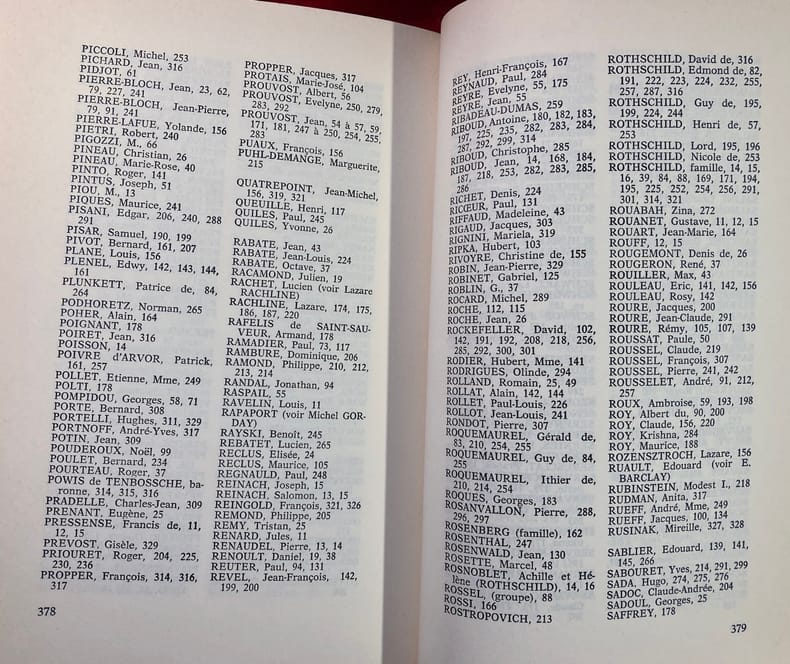 PICCOLI, Michel, 253
PICHARD, Jean, 316
PIDJOT, 61
PIERRE-BLOCH, Jean, 23, 62,
79, 227, 241
PIERRE-BLOCH, Jean-Pierre,
79, 91, 241
PIERRE-LAFUE, Yolande, 156
PIETRI, Robert, 240
PIGOZZI, M., 66
PINEAU, Christian, 26
PINEAU, Marie-Rose, 40
PINTO, Roger, 141
PINTUS, Joseph, 51
PIOU, M., 13
PIQUES, Maurice, 241
PISANI, Edgar, 206, 240, 288
291
PISAR, Samuel, 190, 199
PIVOT, Bernard, 161, 207
PLANE, Louis, 156
PLENEL, Edwy, 142, 143, 144,
161
PLUNKETT, Patrice de, 84,
264
PODHORETZ, Norman, 265
POHER, Alain, 164
POIGNANT, 178
POIRET, Jean, 316
POISSON, 14
POIVRE d'ARVOR, Patrick,
161, 257
POLLET, Etienne, Mme, 249
POLTI, 178
POMPIDOU, Georges, 58, 71
PORTE, Bernard, 308
PORTELLI, Hughes, 311, 329
PORTNOFF, André-Yves, 317
POTIN, Jean, 309
POUDEROUX, Noël, 99
POULET, Bernard, 234
POURTEAU, Roger, 37
POWIS de TENBOSSCHE, ba-
ronne, 314, 315, 316
PRADELLE, Charles-Jean, 309
PRENANT, Eugène, 25
PRESSENSE, Francis de, 11,
12, 15
PREVOST, Gisèle, 329
PRIOURET, Roger, 204, 225,
230, 236
PROPPER, François, 314, 316,
317
378
PROPPER, Jacques, 317
PROTAIS, Marie-José, 104
PROUVOST, Albert, 56
PROUVOST, Evelyne, 250, 279,
283, 292
PROUVOST, Jean, 54 à 57, 59,
171, 181, 247 à 250, 254, 255,
283
PUAUX, François, 156
PUHL-DEMANGE, Marguerite,
215
QUATREPOINT, Jean-Michel,
156, 319, 321
QUEUILLE, Henri, 117
QUILES, Paul, 245
QUILES, Yvonne, 26
RABATE, Jean, 43
RABATE, Jean-Louis, 224
RABATE, Octave, 37
RACAMOND, Julien, 19
RACHET, Lucien (voir Lazare
RACHLINE)
RACHLINE, Lazare, 174, 175,
186, 187, 220
RAFELIS de SAINT-SAU-
VEUR, Armand, 178
RAMADIER, Paul, 73, 117
RAMBURE, Dominique, 206
RAMOND, Philippe, 210, 212,
213, 214
RANDAL, Jonathan, 94
RASPAIL, 55
RAVELIN, Louis, 11
RAPAPORT (voir Michel GOR-
DAY)
RAYSKI, Benoît, 245
REBATET, Lucien, 265
RECLUS, Elisée, 24
RECLUS, Maurice, 105
REGNAULD, Paul, 248
REINACH, Joseph, 15
REINACH, Salomon, 13, 15
REINGOLD, François, 321, 326
REMOND, Philippe, 205
REMY, Tristan, 25
RENARD, Jules, 11
RENAUDEL, Pierre, 13, 14
RENOULT, Daniel, 19, 38
REUTER, Paul, 94, 131
REVEL, Jean-François, 142,
199, 200
REY, Henri-François, 167
REYNAUD, Paul, 284
REYRE, Evelyne, 55, 175
REYRE, Jean, 55
RIBADEAU-DUMAS, 259
RIBOUD, Antoine, 180, 182, 183,
197, 225, 235, 282, 283, 284,
287, 292, 299, 314
RIBOUD, Christophe, 285
RIBOUD, Jean, 14, 168, 184,
187, 218, 253, 282, 283, 285,
286
RICHET, Denis, 224
RICŒUR, Paul, 131
RIFFAUD, Madeleine, 43
RIGAUD, Jacques, 303
RIGNINI, Mariela, 319
RIPKA, Hubert, 103
RIVOYRE, Christine de, 155
ROBIN, Jean-Pierre, 329
ROBINET, Gabriel, 125
ROBLIN, G., 37
ROCARD, Michel, 289
ROCHE, 112, 115
ROCHE, Jean, 26
ROCKEFELLER, David, 102,
142, 191, 192, 208, 218, 256,
285, 292, 300, 301
RODIER, Hubert, Mme, 141
RODRIGUES, Olinde, 294
ROLLAND, Romain, 25, 49
ROLLAT, Alain, 142, 144
ROLLET, Paul-Louis, 226
ROLLOT, Jean-Louis, 241
RONDOT, Pierre, 307
ROQUEMAUREL, Gérald de,
83, 210, 254, 255
ROQUEMAUREL, Guy de, 84,
255
ROQUEMAUREL, Ithier de,
210, 214, 254
ROQUES, Georges, 183
ROSANVALLON, Pierre, 288,
296, 297
ROSENBERG (famille), 162
ROSENTHAL, 247
ROSENWALD, Jean, 130
ROSETTE, Marcel, 48
ROSNOBLET, Achille et Hé-
lène (ROTHSCHILD), 14, 16
ROSSEL, (groupe), 88
ROSSI, 166
ROSTROPOVICH, 213
ROTHSCHILD, David de, 316
ROTHSCHILD, Edmond de, 82,
191, 222, 223, 224, 232, 255,
257, 287, 316
ROTHSCHILD, Guy de, 195,
199, 224, 244
ROTHSCHILD, Henri de, 57,
253
ROTHSCHILD, Lord, 195, 196
ROTHSCHILD, Nicole de, 253
ROTHSCHILD, famille, 14, 15,
16, 39, 84, 88, 169, 171, 194,
195, 225, 252, 254, 256, 291,
301, 314, 321
ROUABAH, Zina, 272
ROUANET, Gustave, 11, 12, 15
ROUART, Jean-Marie, 164
ROUFF, 12, 15
ROUGEMONT, Denis de, 26
ROUGERON, René, 37
ROUILLER, Max, 43
ROULEAU, Eric, 141, 142, 156
ROULEAU, Rosy, 142
ROURE, Jacques, 200
ROURE, Jean-Claude, 291
ROURE, Rémy, 105, 107, 139
ROUSSAT, Paule, 50
ROUSSEL, Claude, 219
ROUSSEL, François, 307
ROUSSEL, Pierre, 241, 242
ROUSSELET, André, 91, 212,
257
ROUX, Ambroise, 59, 193, 198
ROY, Albert du, 90, 200
ROY, Claude, 156, 220
ROY, Krishna, 284
ROY, Maurice, 188
ROZENSZTROCH, Lazare, 156
RUAULT, Edouard (voir E.
BARCLAY)
RUBINSTEIN, Modest I., 218
RUDMAN, Anita, 317
RUEFF, André, Mme, 249
RUEFF, Jacques, 100, 134
RUSINAK, Mireille, 327, 328
SABLIER, Edouard, 139, 141,
145, 266
SABOURET, Yves, 214, 291, 299
SADA, Hugo, 274, 275, 276
SADOC, Claude-Andrée, 204
SADOUL, Georges, 25
SAFFREY, 178
379